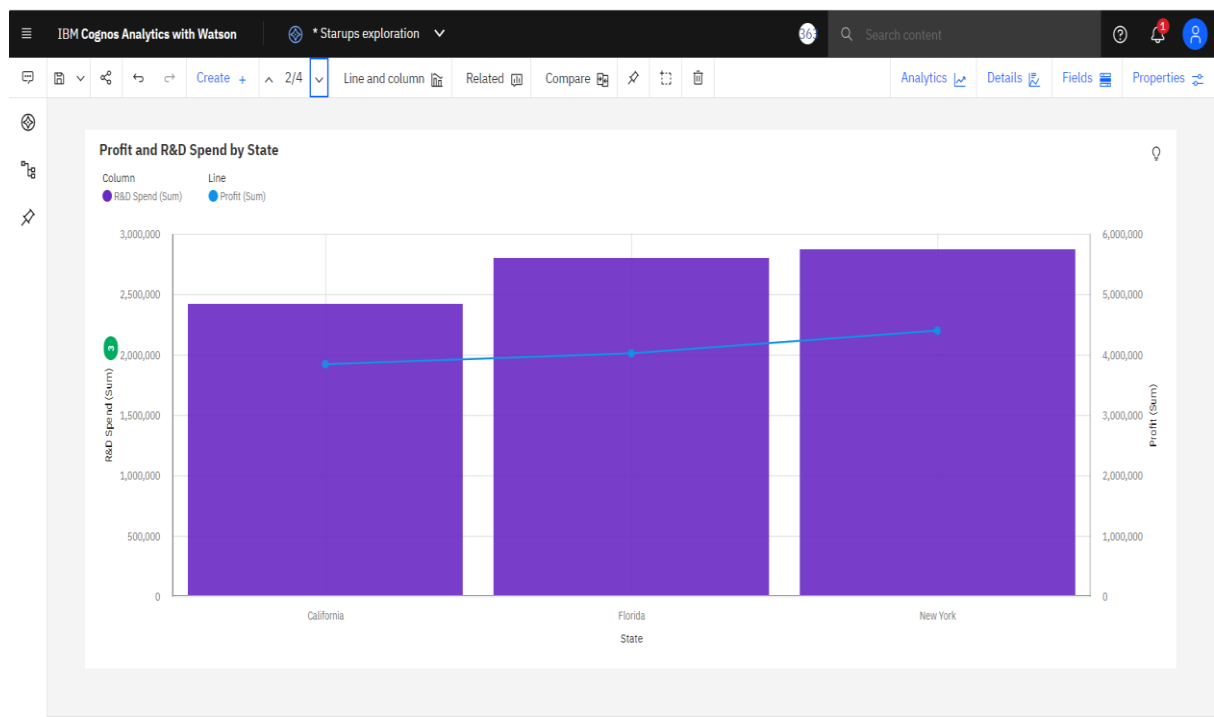 IBM Cognos Analytics with Watson
* Starups exploration
363
Search content
1
Create +
2/4
Line and column
Related
Compare
Analytics
Details
Fields
Properties
Profit and R&D Spend by State
Column
Line
R&D Spend (Sum)
Profit (Sum)
3,000,000
2,500,000
2,000,000
1,500,000
1,000,000
500,000
0
R&D Spend (Sum)
3
6,000,000
5,000,000
4,000,000
3,000,000
2,000,000
1,000,000
0
Profit (Sum)
California
Florida
New York
State